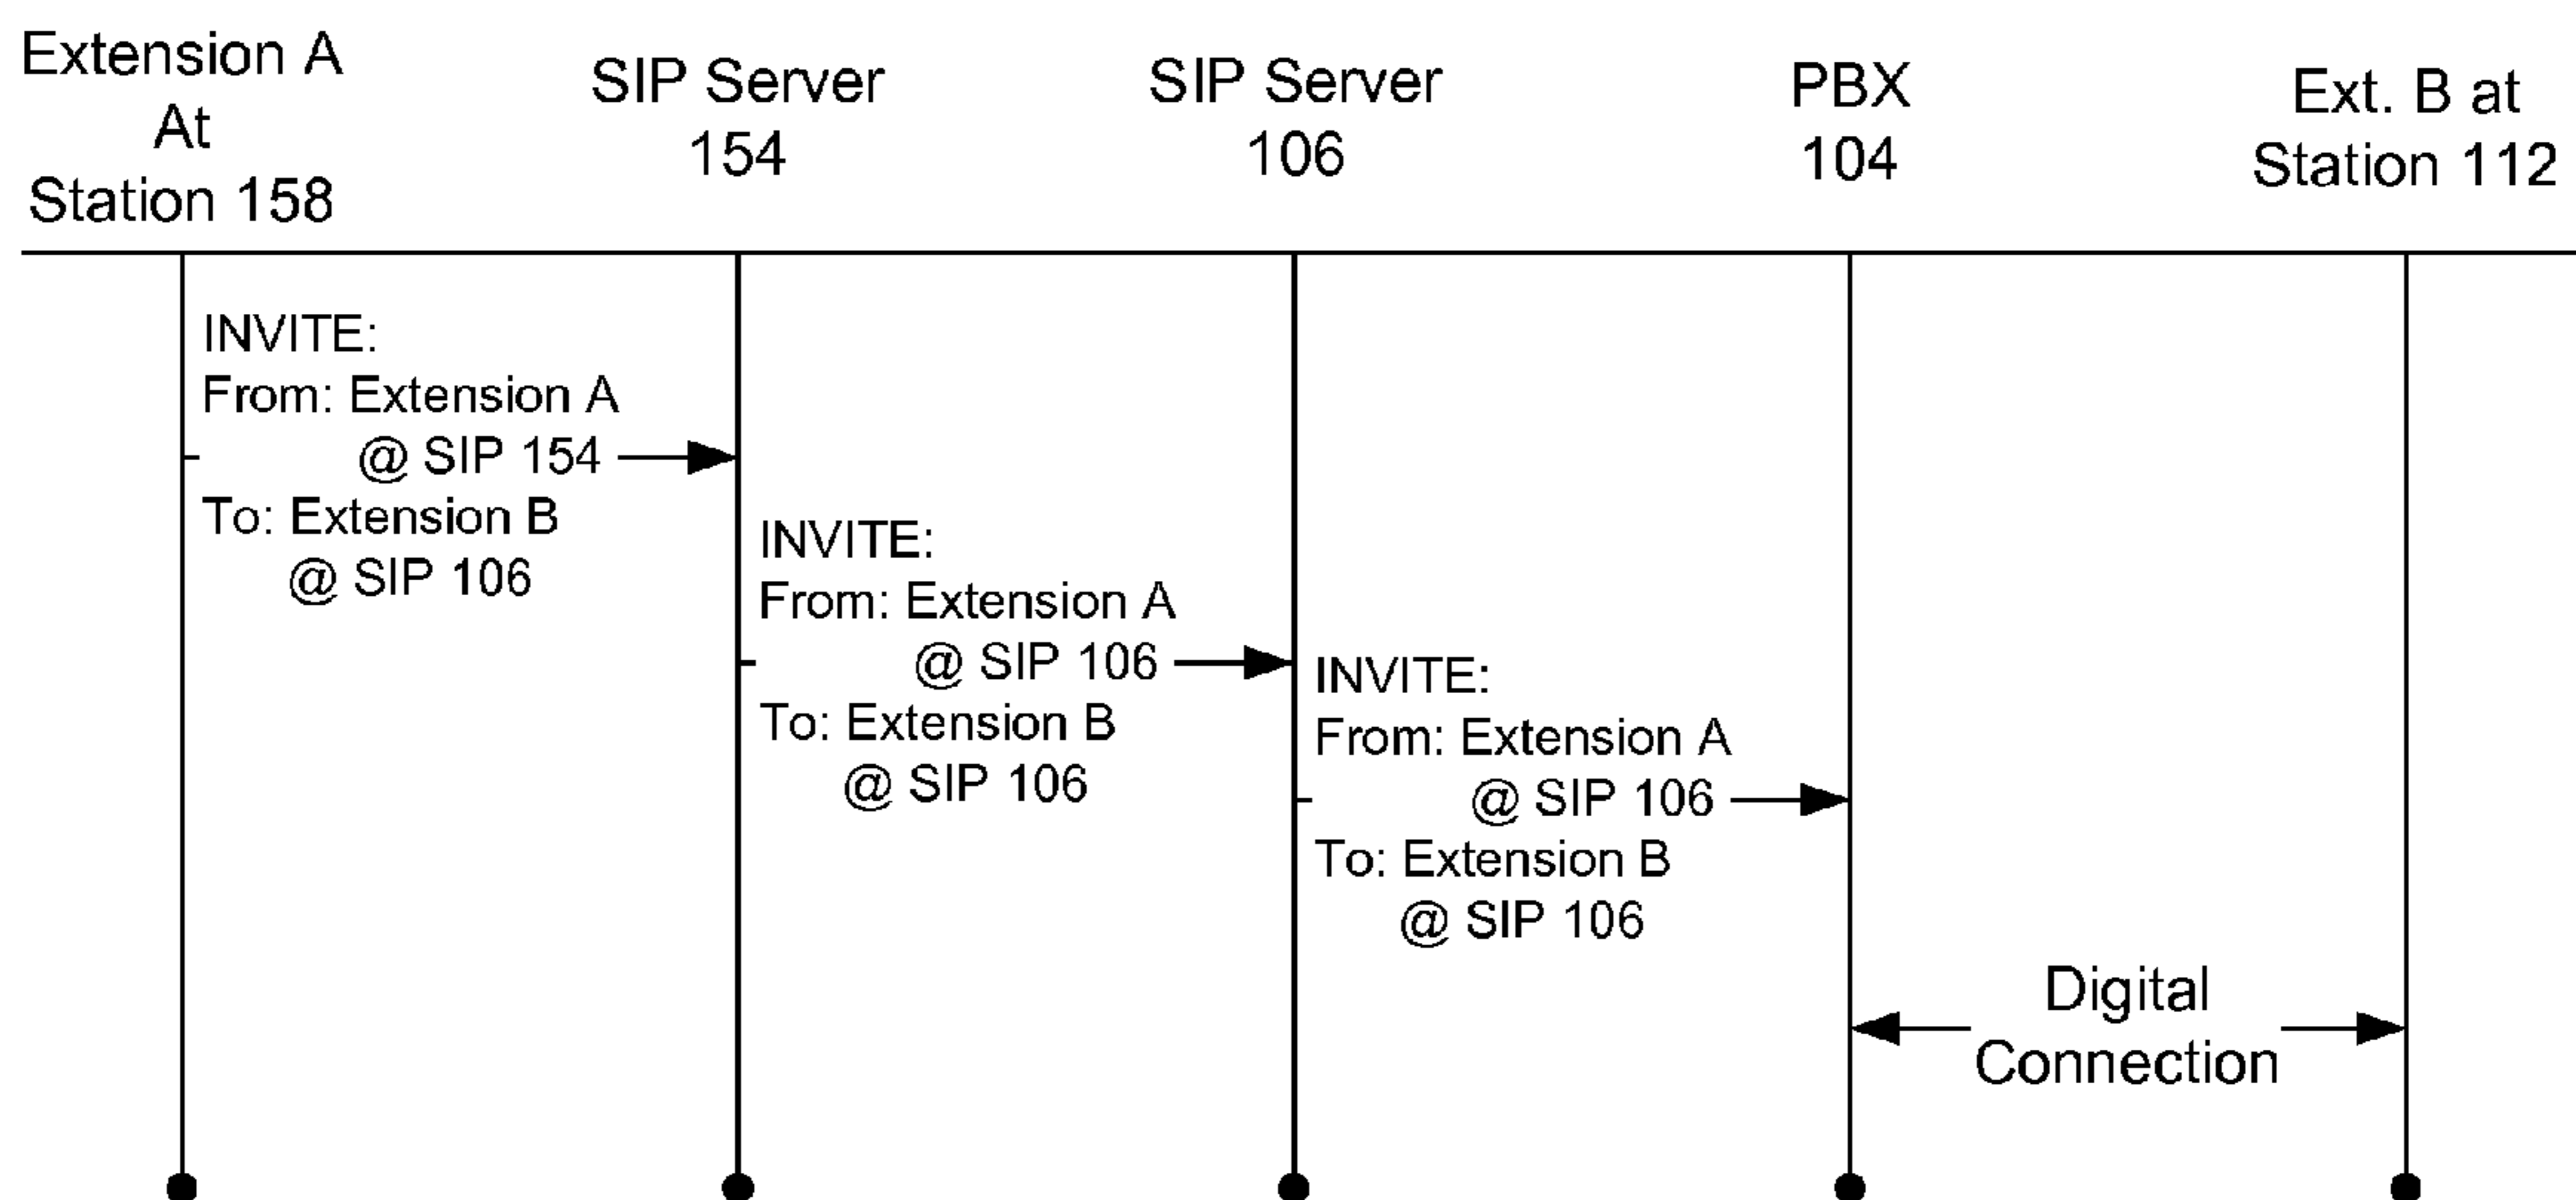 Extension A
At
Station 158
SIP Server
154
SIP Server
106
PBX
104
Ext. B at
Station 112
INVITE:
From: Extension A
@ SIP 154
To: Extension B
@ SIP 106
INVITE:
From: Extension A
@ SIP 106
To: Extension B
@ SIP 106
INVITE:
From: Extension A
@ SIP 106
To: Extension B
@ SIP 106
Digital
Connection